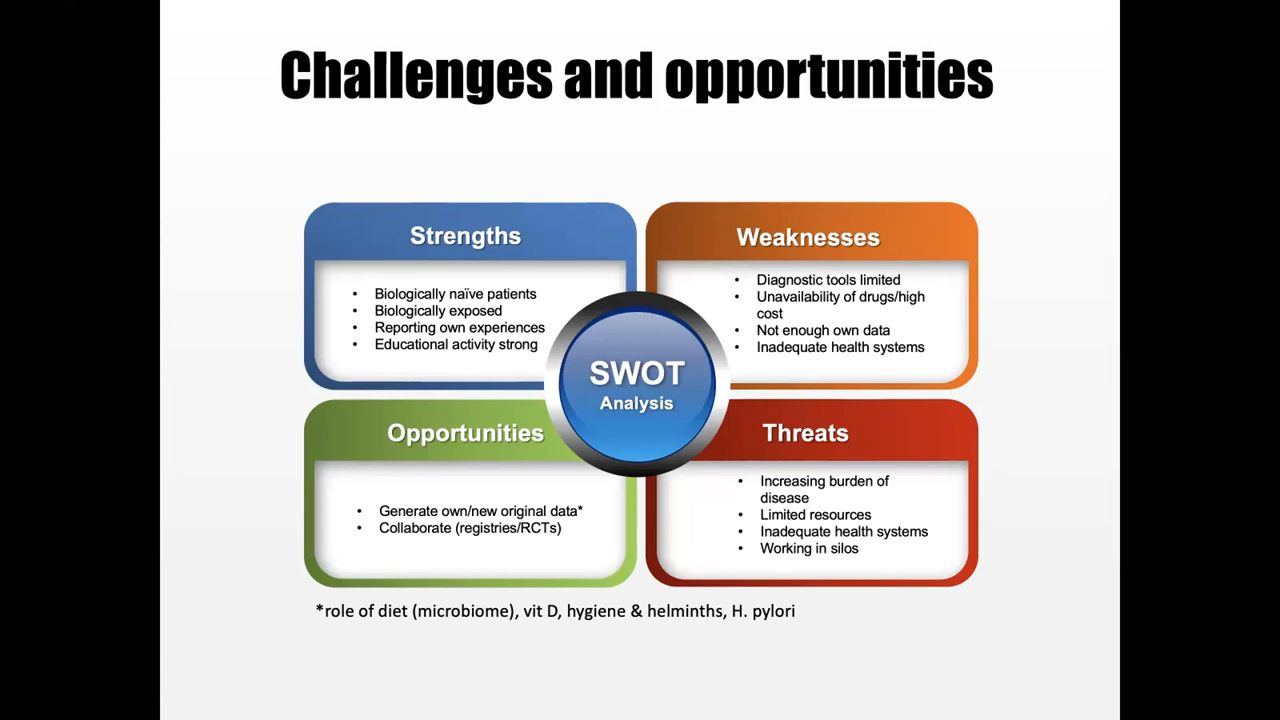 Challenges and opportunities
Strengths
• Biologically naïve patients
• Biologically exposed
• Reporting own experiences
• Educational activity strong
Weaknesses
• Diagnostic tools limited
• Unavailability of drugs/high
cost
• Not enough own data
• Inadequate health systems
SWOT
Analysis
Opportunities
• Generate own/new original data*
• Collaborate (registries/RCTs)
Threats
• Increasing burden of
disease
• Limited resources
• Inadequate health systems
• Working in silos
*role of diet (microbiome), vit D, hygiene & helminths, H. pylori